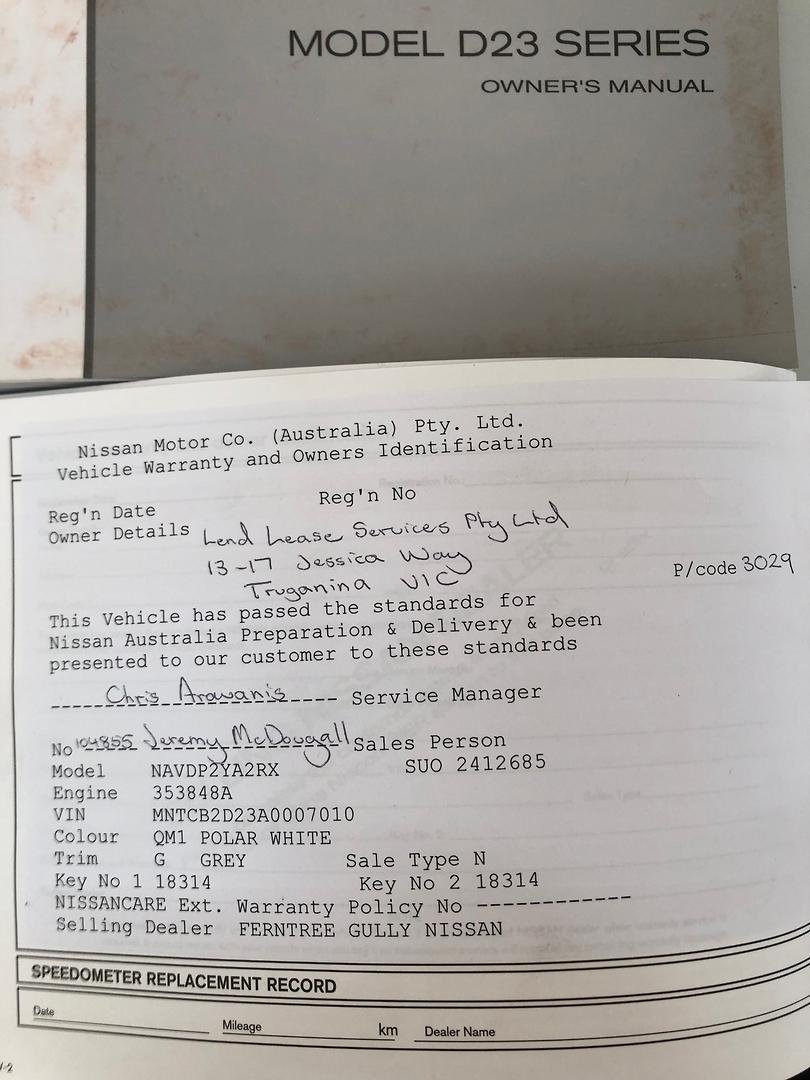 MODEL D23 SERIES
OWNER'S MANUAL
Nissan Motor Co. (Australia) Pty. Ltd.
Vehicle Warranty and Owners Identification
Reg'n Date Reg'n No
Owner Details Lend Lease Services Pty Ltd
13-17 Jessica Way
Truganina VIC P/code 3029
This Vehicle has passed the standards for
Nissan Australia Preparation & Delivery & been
presented to our customer to these standards
Chris Arawanis Service Manager
No 104855 Jeremy McDougall Sales Person
Model NAVDP2YA2RX SUO 2412685
Engine 353848A
VIN MNTCB2D23A0007010
Colour QM1 POLAR WHITE
Trim G GREY Sale Type N
Key No 1 18314 Key No 2 18314
NISSANCARE Ext. Warranty Policy No ------------
Selling Dealer FERNTREE GULLY NISSAN
SPEEDOMETER REPLACEMENT RECORD
Date Mileage km Dealer Name